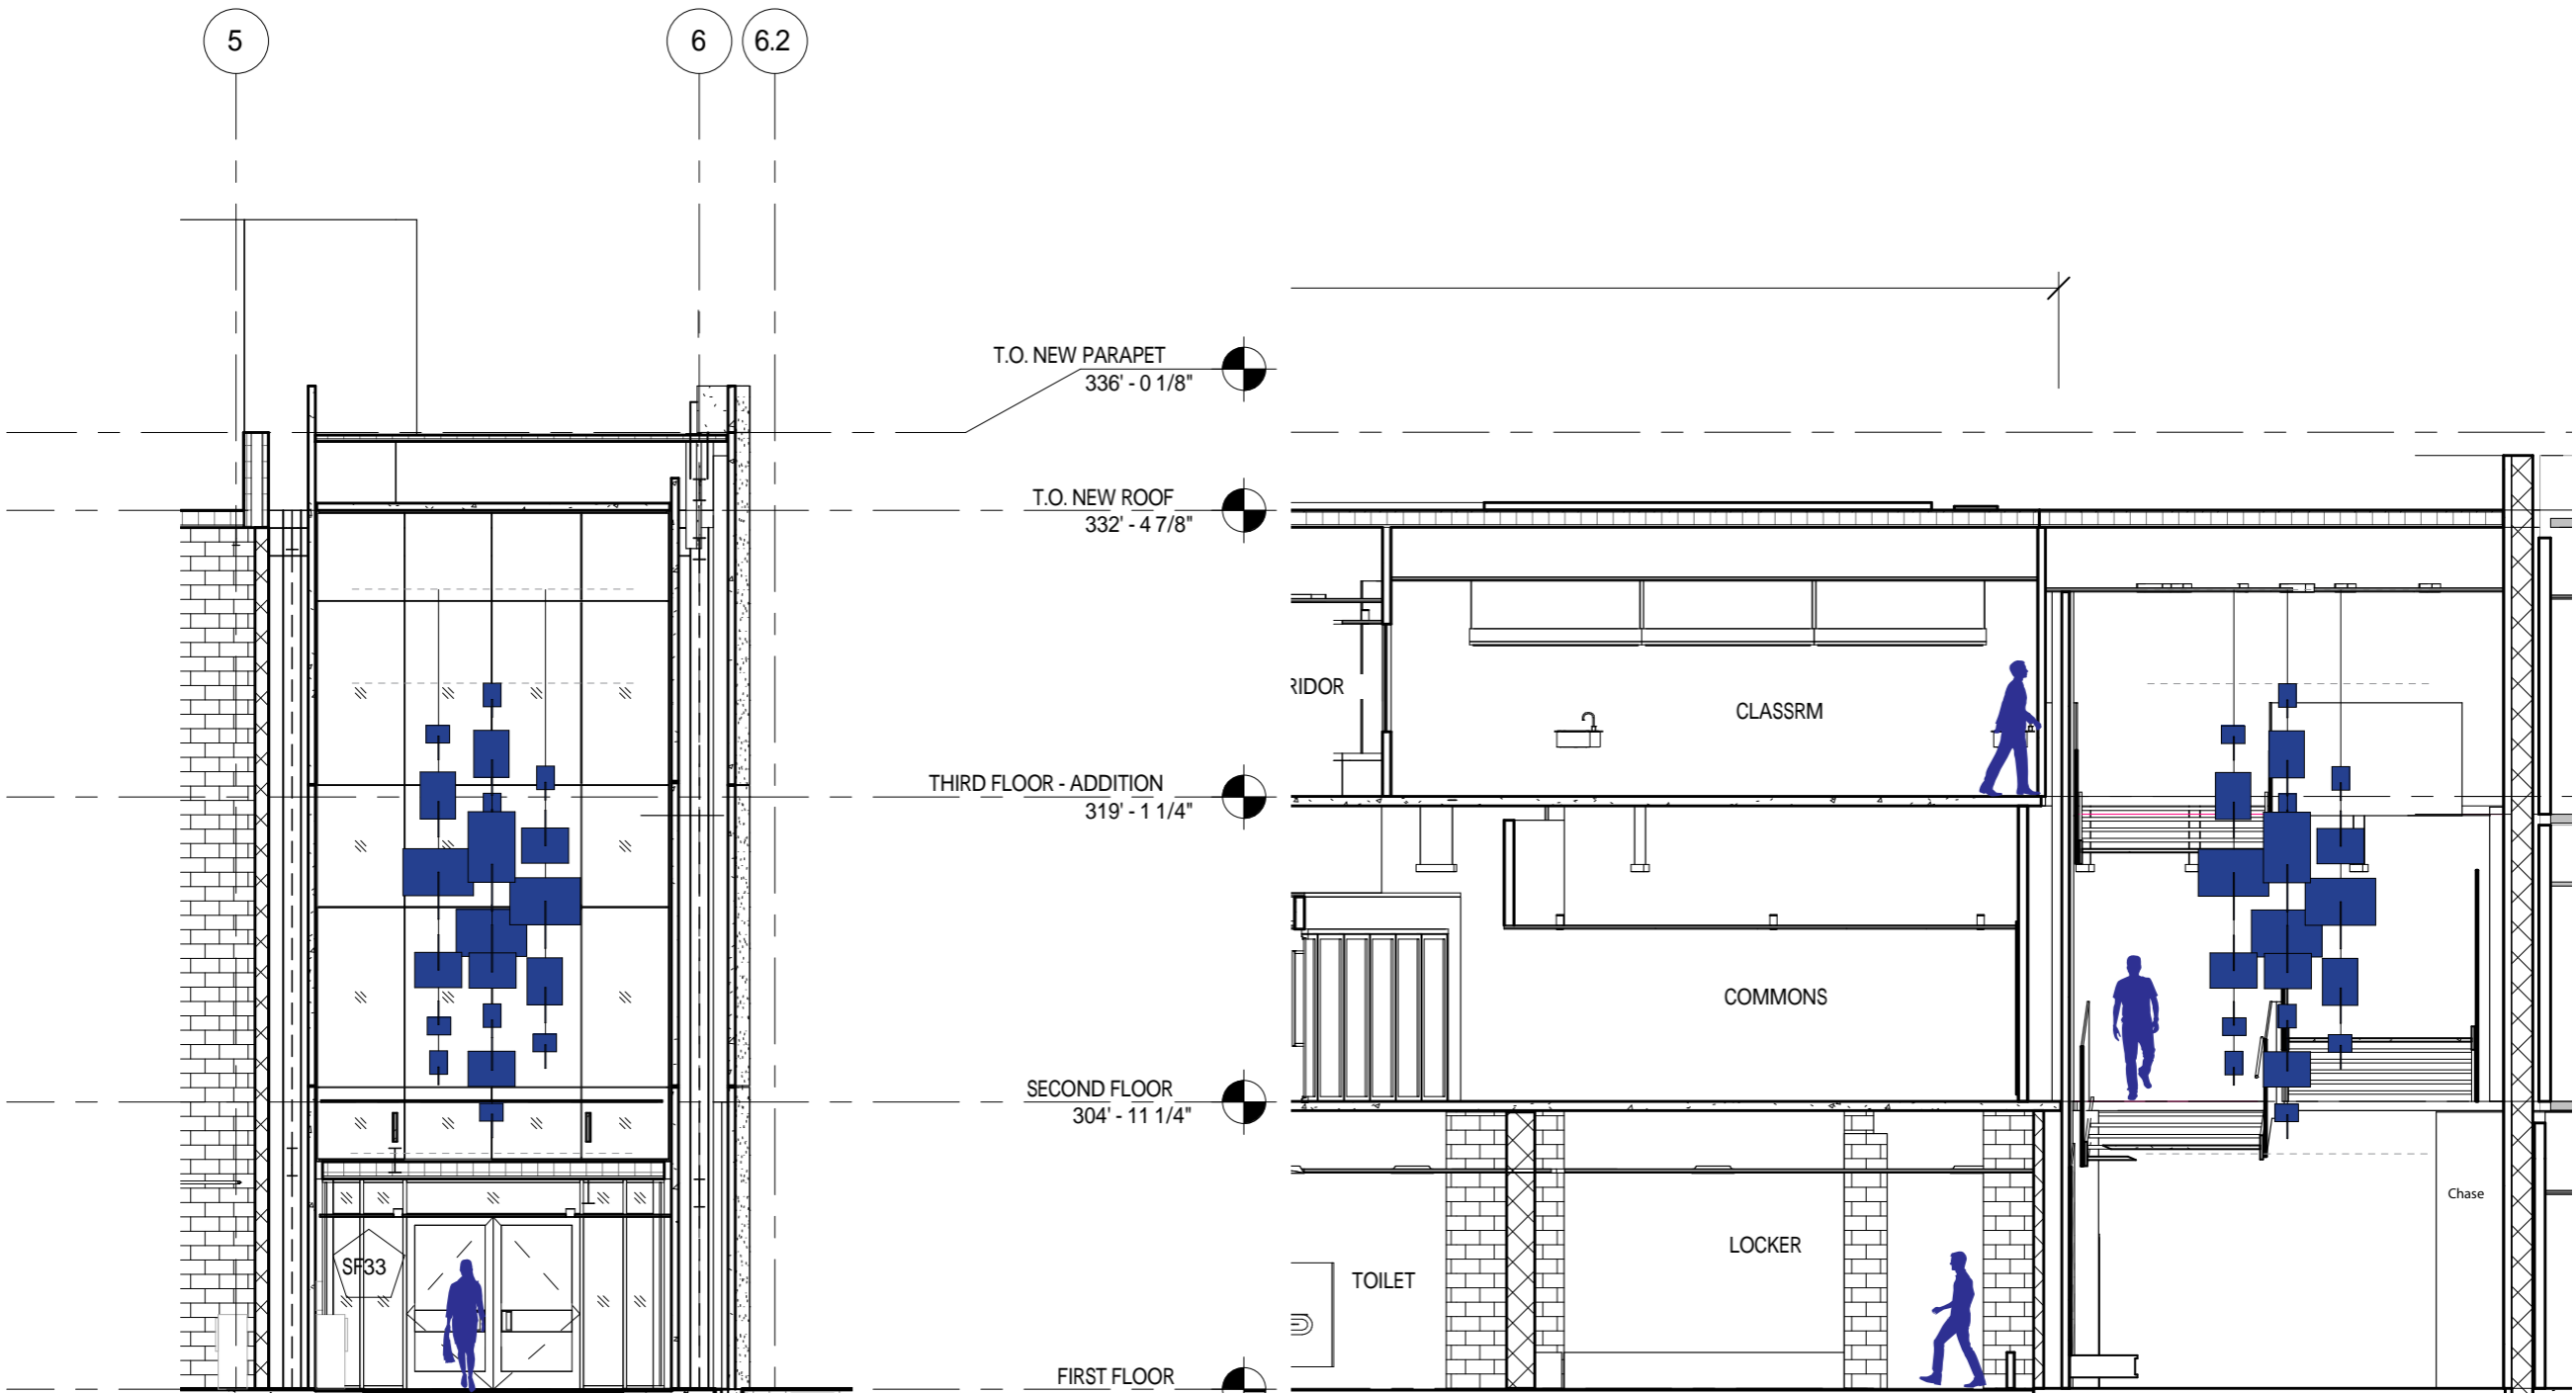 5
6
6.2
T.O. NEW PARAPET
336' - 0 1/8"
T.O. NEW ROOF
332' - 4 7/8"
RIDOR
CLASSRM
THIRD FLOOR - ADDITION
319' - 1 1/4"
COMMONS
SECOND FLOOR
304' - 11 1/4"
Chase
LOCKER
SF33
TOILET
FIRST FLOOR